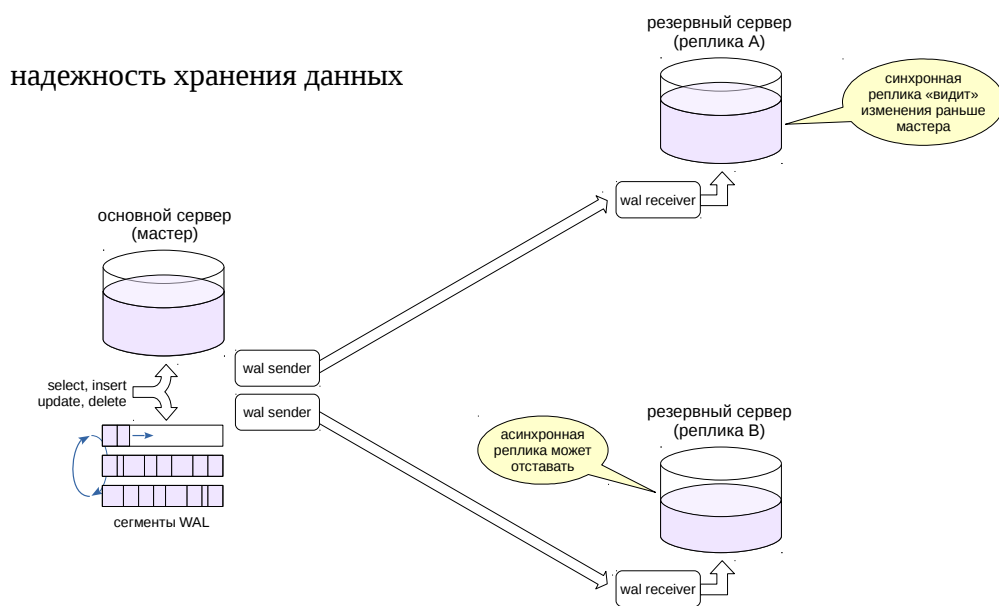 надежность хранения данных
резервный сервер
(реплика A)
синхронная
реплика «видит»
изменения раньше
мастера
wal receiver
основной сервер
(мастер)
wal sender
select, insert
update, delete
wal sender
сегменты WAL
резервный сервер
(реплика B)
асинхронная
реплика может
отставать
wal receiver